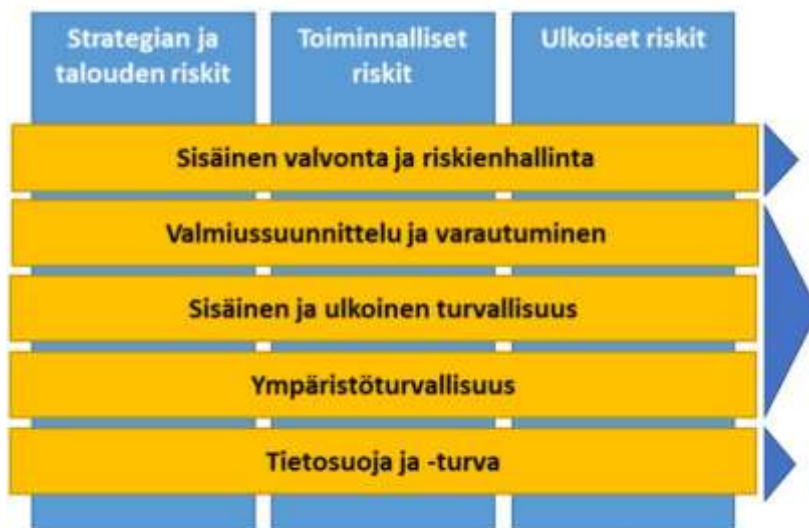 Strategian ja
talouden riskit
Toiminnalliset
riskit
Ulkoiset riskit
Sisäinen valvonta ja riskienhallinta
Valmiussuunnittelu ja varautuminen
Sisäinen ja ulkoinen turvallisuus
Ympäristöturvallisuus
Tietosuoja ja -turva